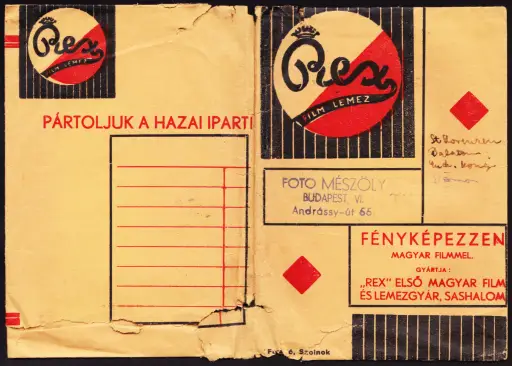 Rex
FILM-LEMEZ
PÁRTOLJUK A HAZAI IPART!
Rex
FILM-LEMEZ
FOTO MÉSZÖLY
BUDAPEST VI.
Andrássy-út 66
FÉNYKÉPEZZEN
MAGYAR FILMMEL.
GYÁRTJA:
„REX" ELSŐ MAGYAR FILM
ÉS LEMEZGYÁR, SASHALOM
Szolnok